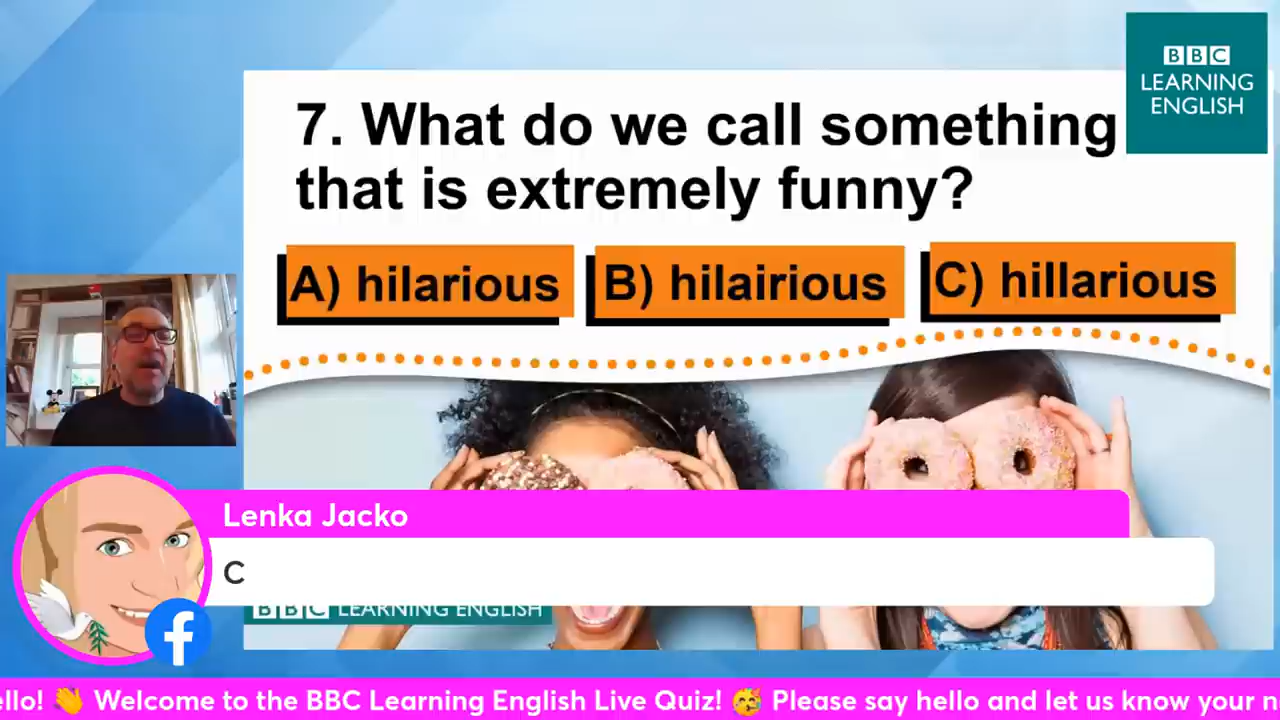 BBC
LEARNING
ENGLISH
7. What do we call something
that is extremely funny?
A) hilarious
B) hilairious
C) hillarious
Lenka Jacko
C
BBC LEARNING ENGLISH
ello! 👋 Welcome to the BBC Learning English Live Quiz! 🥳 Please say hello and let us know your n